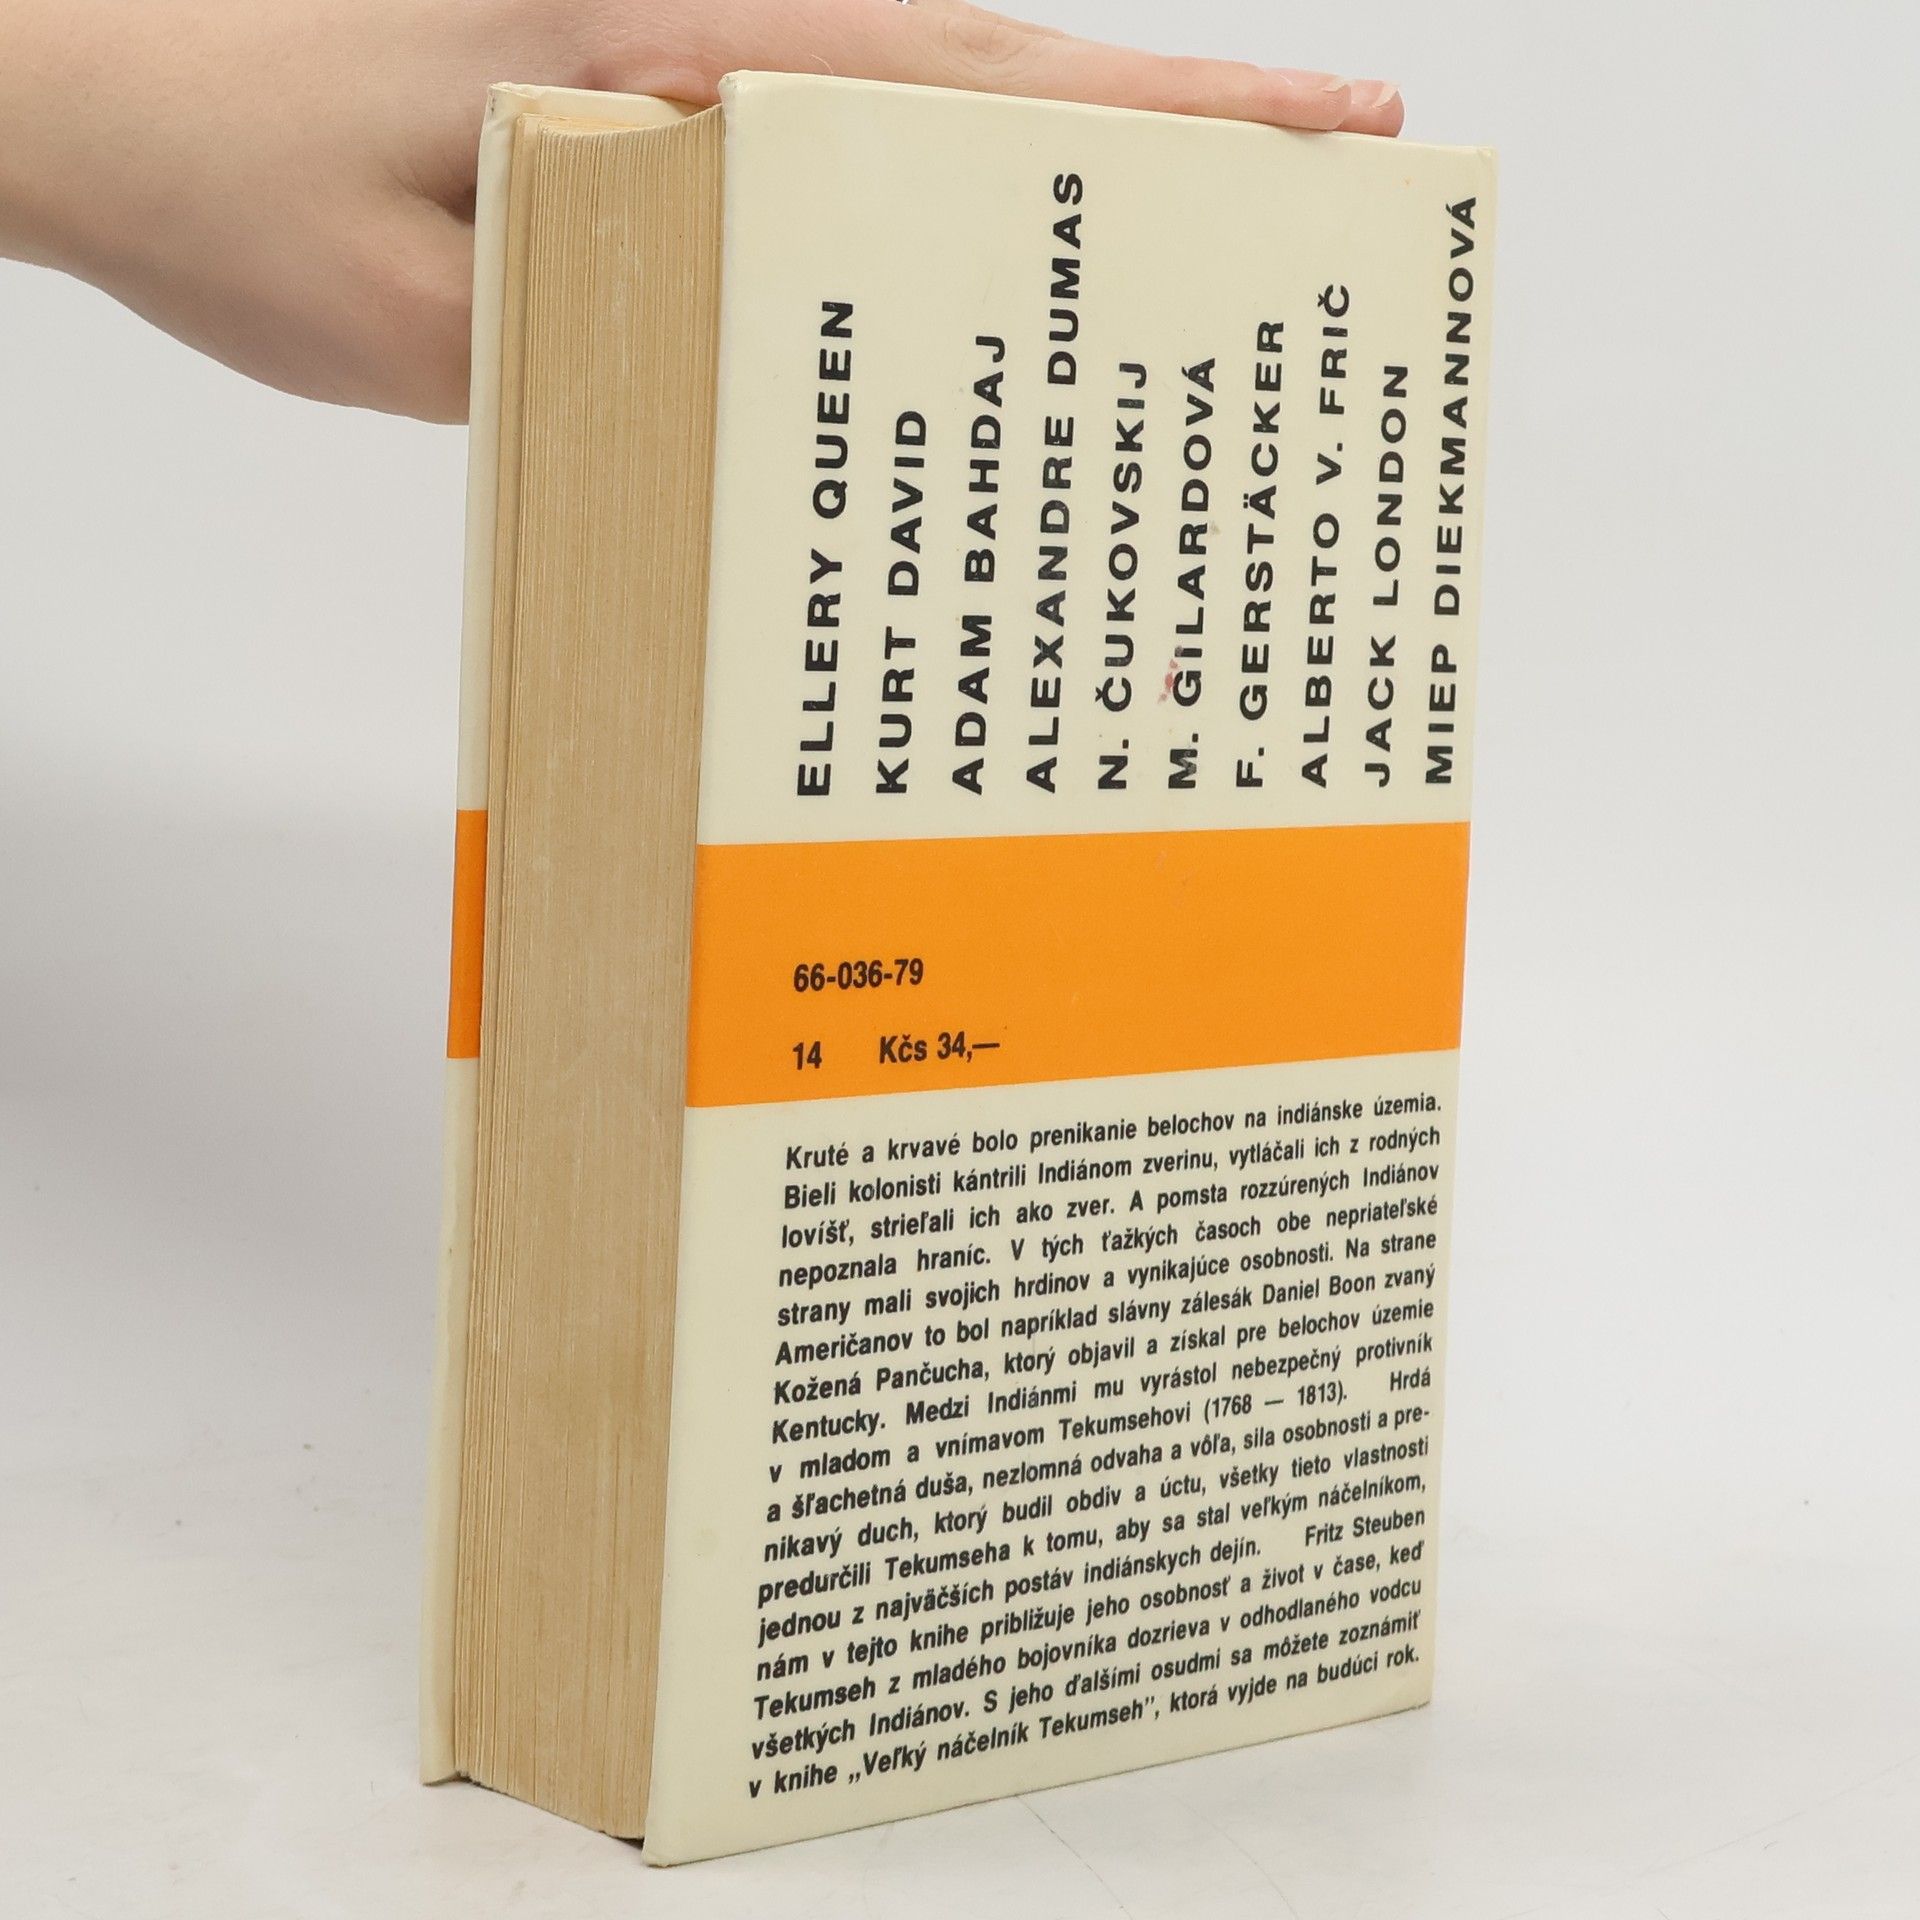 ELLERY QUEEN
KURT DAVID
ADAM BAHDAJ
ALEXANDRE DUMAS
N. ČUKOVSKIJ
M. GILARDOVÁ
F. GERSTÄCKER
ALBERTO V. FRIČ
JACK LONDON
MIEP DIEKMANNOVÁ
66-036-79
14 Kčs 34,—
Kruté a krvavé bolo prenikanie belochov na indiánske územia.
Bieli kolonisti kántrili Indiánom zverinu, vytláčali ich z rodných
lovíšť, strieľali ich ako zver. A pomsta rozzúrených Indiánov
nepoznala hraníc. V tých ťažkých časoch obe nepriateľské
strany mali svojich hrdinov a vynikajúce osobnosti. Na strane
Američanov to bol napríklad slávny zálesák Daniel Boon zvaný
Kožená Pančucha, ktorý objavil a získal pre belochov územie
Kentucky. Medzi Indiánmi mu vyrástol nebezpečný protivník
v mladom a vnímavom Tekumsehovi (1768 — 1813). Hrdá
a šľachetná duša, nezlomná odvaha a vôľa, sila osobnosti a pre-
nikavý duch, ktorý budil obdiv a úctu, všetky tieto vlastnosti
predurčili Tekumseha k tomu, aby sa stal veľkým náčelníkom,
jednou z najväčších postáv indiánskych dejín. Fritz Steuben
nám v tejto knihe približuje jeho osobnosť a život v čase, keď
Tekumseh z mladého bojovníka dozrieva v odhodlaného vodcu
všetkých Indiánov. S jeho ďalšími osudmi sa môžete zoznámiť
v knihe „Veľký náčelník Tekumseh”, ktorá vyjde na budúci rok.